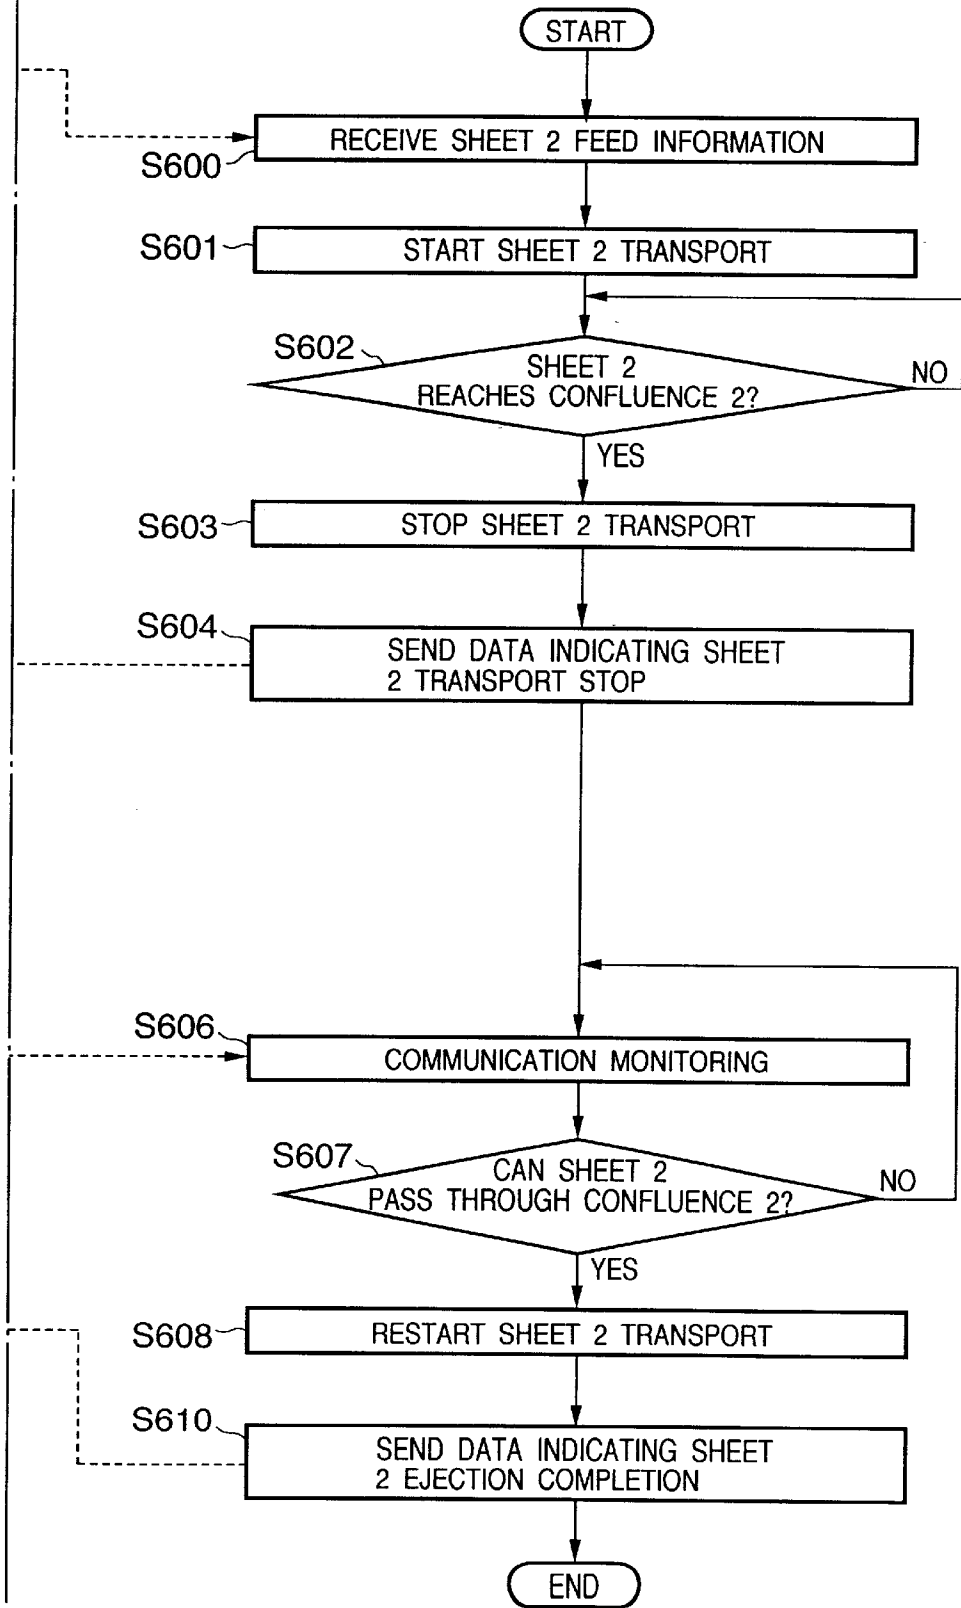 START
RECEIVE SHEET 2 FEED INFORMATION
S600
S601
START SHEET 2 TRANSPORT
S602
SHEET 2
REACHES CONFLUENCE 2?
NO
YES
S603
STOP SHEET 2 TRANSPORT
S604
SEND DATA INDICATING SHEET
2 TRANSPORT STOP
S606
COMMUNICATION MONITORING
S607
CAN SHEET 2
PASS THROUGH CONFLUENCE 2?
NO
YES
S608
RESTART SHEET 2 TRANSPORT
S610
SEND DATA INDICATING SHEET
2 EJECTION COMPLETION
END